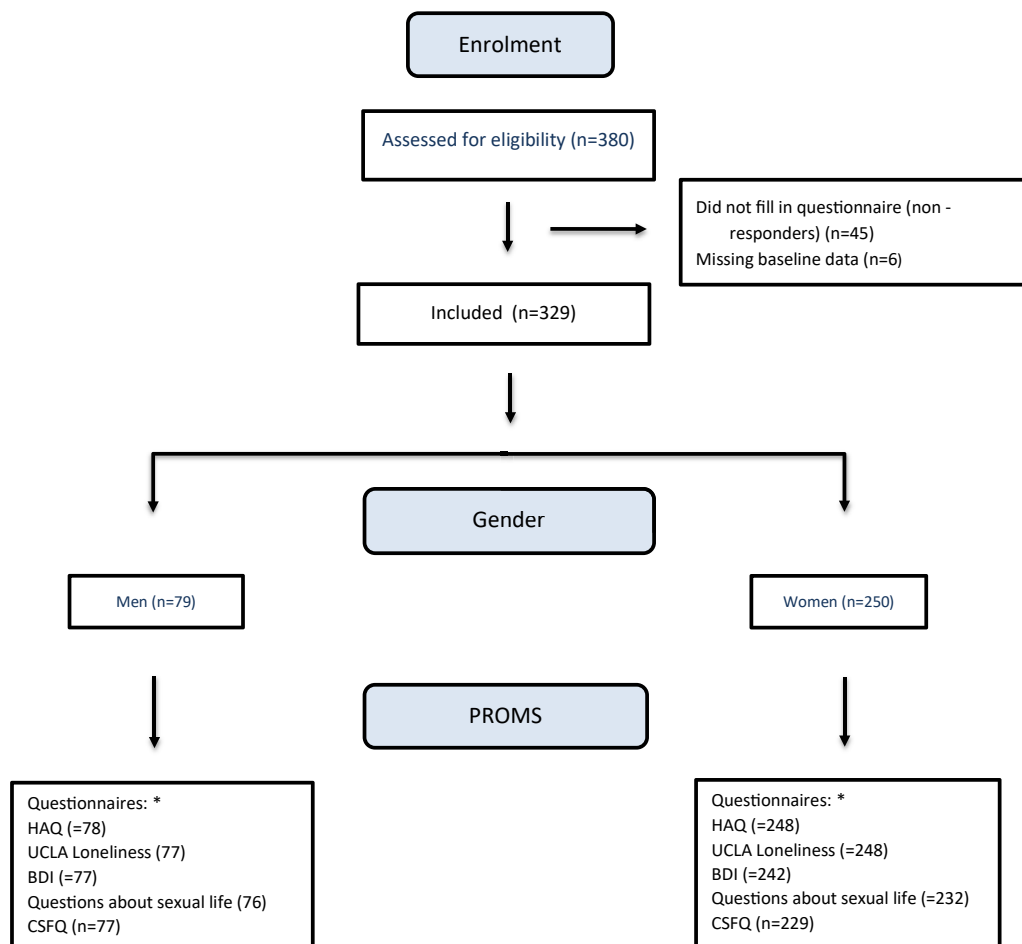 Enrolment
Assessed for eligibility (n=380)
Did not fill in questionnaire (non -
responders) (n=45)
Missing baseline data (n=6)
Included (n=329)
Gender
Men (n=79)
Women (n=250)
PROMS
Questionnaires: *
HAQ (=78)
UCLA Loneliness (77)
BDI (=77)
Questions about sexual life (76)
CSFQ (n=77)
Questionnaires: *
HAQ (=248)
UCLA Loneliness (=248)
BDI (=242)
Questions about sexual life (=232)
CSFQ (n=229)